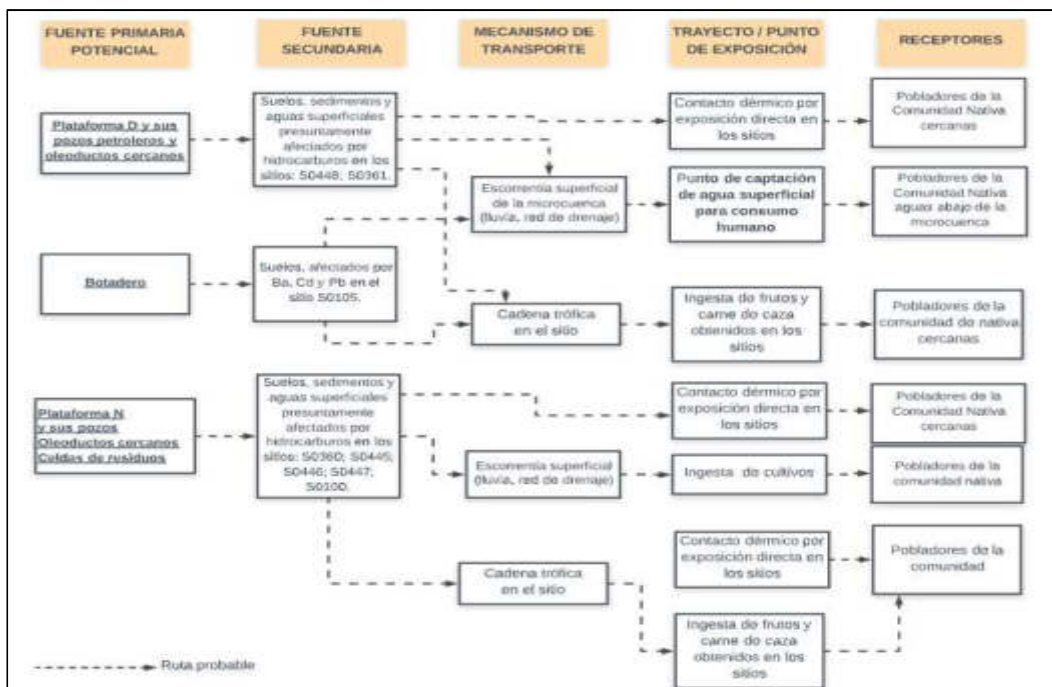 FUENTE PRIMARIA
POTENCIAL
FUENTE
SECUNDARIA
MECANISMO DE
TRANSPORTE
TRAYECTO / PUNTO
DE EXPOSICIÓN
RECEPTORES
Plataforma D y sus
pozos petroleros y
oleoductos cercanos
Suelos, sedimentos y
aguas superficiales
presuntamente
afectados por
hidrocarburos en los
sitios: S0448; S0361.
Contacto dérmico por
exposición directa en
los sitios
Pobladores de la
Comunidad Nativa
cercanas
Escorrentía superficial
de la microcuenca
(lluvia, red de drenaje)
Punto de captación
de agua superficial
para consumo
humano
Pobladores de la
Comunidad Nativa
aguas abajo de la
microcuenca
Botadero
Suelos, afectados por
Ba, Cd y Pb en el
sitio S0105.
Cadena trófica
en el sitio
Ingesta de frutos y
carne de caza
obtenidos en los
sitios
Pobladores de la
comunidad de nativa
cercanas
Plataforma N
y sus pozos
Oleoductos cercanos
Celdas de residuos
Suelos, sedimentos y
aguas superficiales
presuntamente
afectados por
hidrocarburos en los
sitios: S0360; S0445;
S0446; S0447;
S0100.
Contacto dérmico por
exposición directa en
los sitios
Pobladores de la
Comunidad Nativa
cercanas
Escorrentía superficial
(lluvia, red de drenaje)
Ingesta de cultivos
Pobladores de la
comunidad nativa
Contacto dérmico por
exposición directa en
los sitios
Pobladores de la
comunidad
Cadena trófica
en el sitio
Ingesta de frutos y
carne de caza
obtenidos en los
sitios
Ruta probable